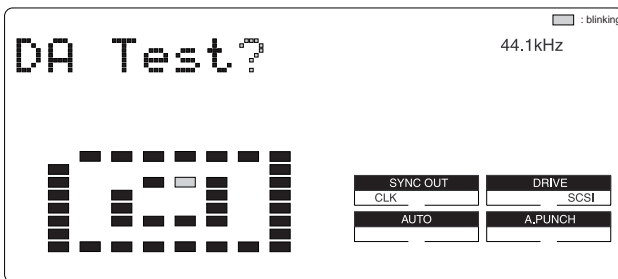 : blinking
DA Test?
44.1kHz
SYNC OUT
DRIVE
CLK
SCSI
AUTO
A.PUNCH